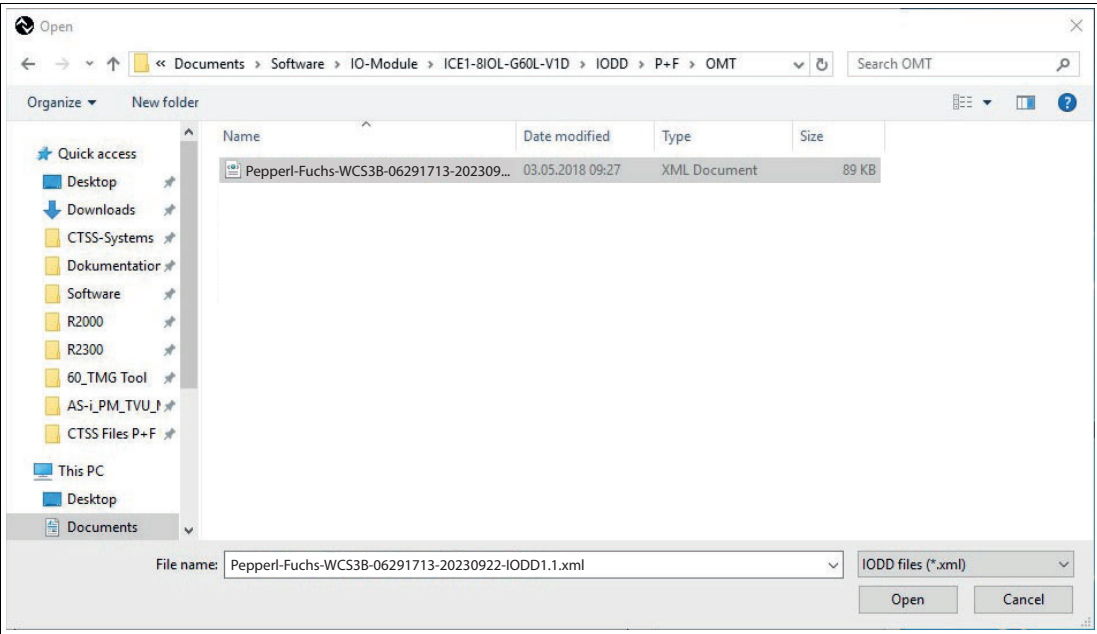 Open
« Documents > Software > IO-Module > ICE1-8IOL-G60L-V1D > IODD > P+F > OMT
Search OMT
Organize
New folder
Name
Date modified
Type
Size
Pepperl-Fuchs-WCS3B-06291713-202309... 03.05.2018 09:27 XML Document 89 KB
Quick access
Desktop
Downloads
CTSS-Systems
Dokumentation
Software
R2000
R2300
60_TMG Tool
AS-i_PM_TVU_
CTSS Files P+F
This PC
Desktop
Documents
File name: Pepperl-Fuchs-WCS3B-06291713-20230922-IODD1.1.xml
IODD files (*.xml)
Open
Cancel